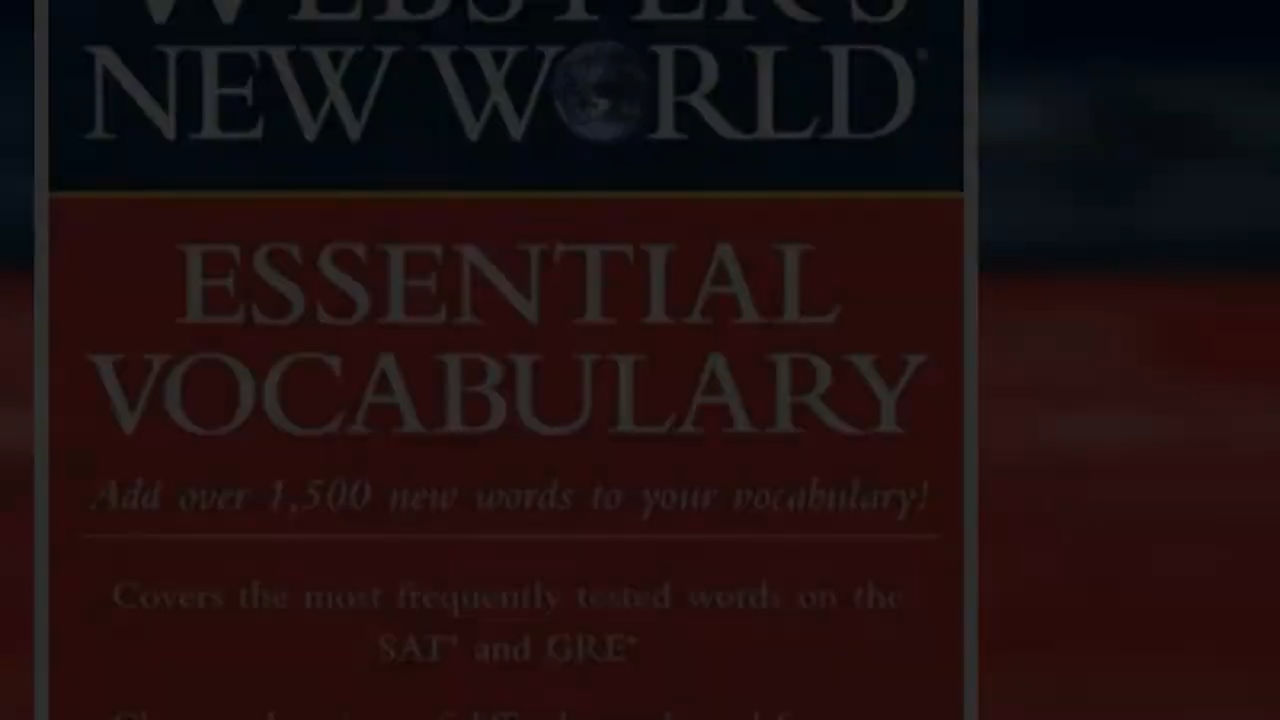 WEBSTER'S
NEW WORLD®
ESSENTIAL
VOCABULARY
Add over 1,500 new words to your vocabulary!
Covers the most frequently tested words on the
SAT* and GRE*